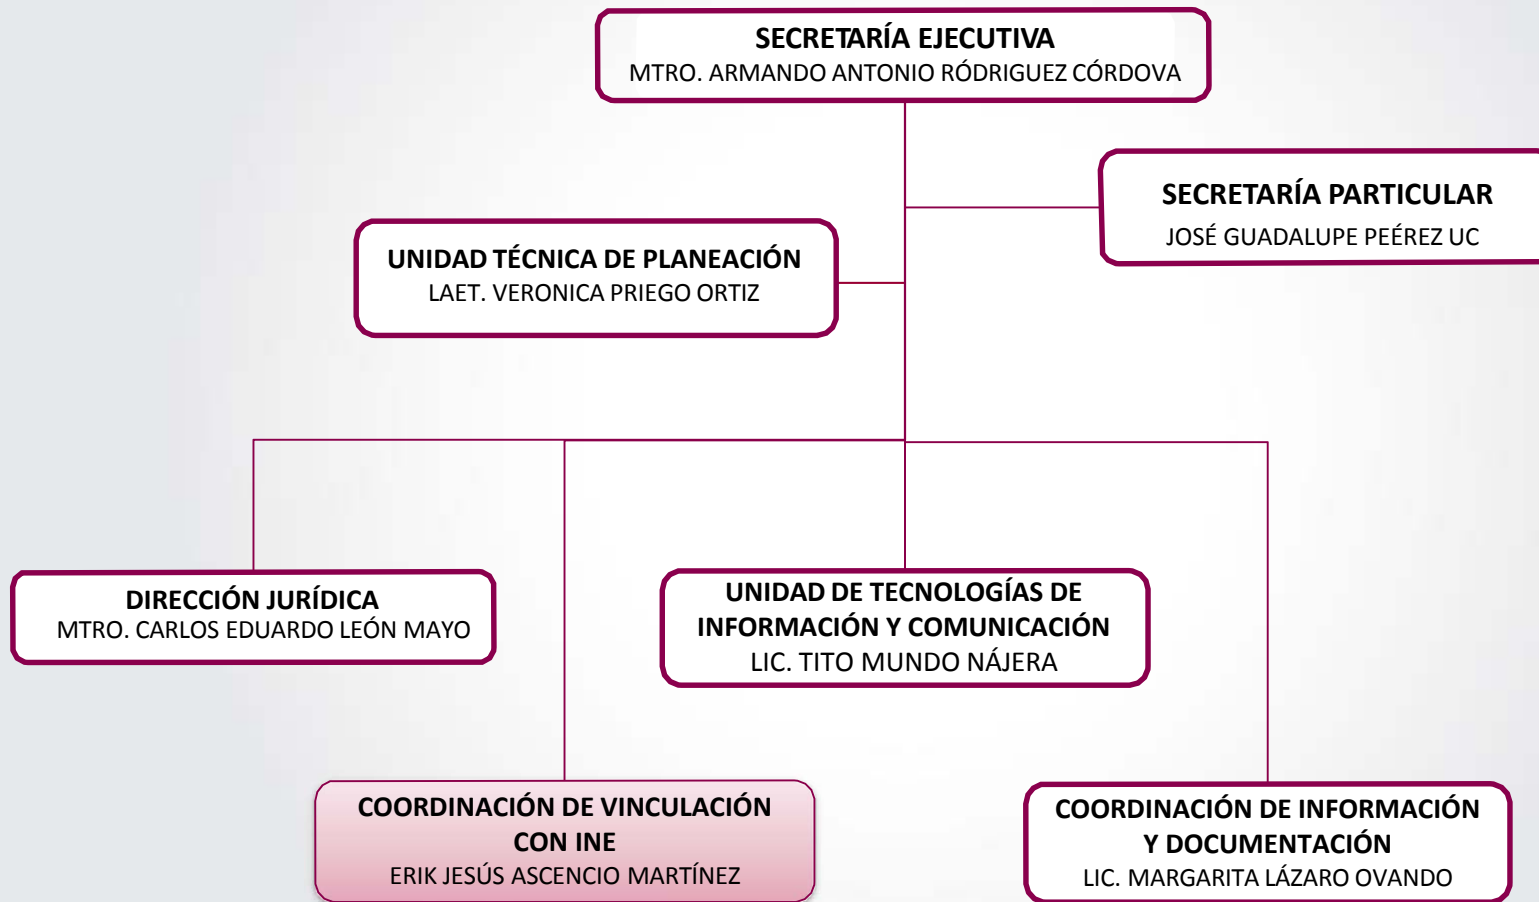 SECRETARÍA EJECUTIVA
MTRO. ARMANDO ANTONIO RÓDRIGUEZ CÓRDOVA
SECRETARÍA PARTICULAR
JOSÉ GUADALUPE PEÉREZ UC
UNIDAD TÉCNICA DE PLANEACIÓN
LAET. VERONICA PRIEGO ORTIZ
DIRECCIÓN JURÍDICA
MTRO. CARLOS EDUARDO LEÓN MAYO
UNIDAD DE TECNOLOGÍAS DE
INFORMACIÓN Y COMUNICACIÓN
LIC. TITO MUNDO NÁJERA
COORDINACIÓN DE VINCULACIÓN
CON INE
ERIK JESÚS ASCENCIO MARTÍNEZ
COORDINACIÓN DE INFORMACIÓN
Y DOCUMENTACIÓN
LIC. MARGARITA LÁZARO OVANDO